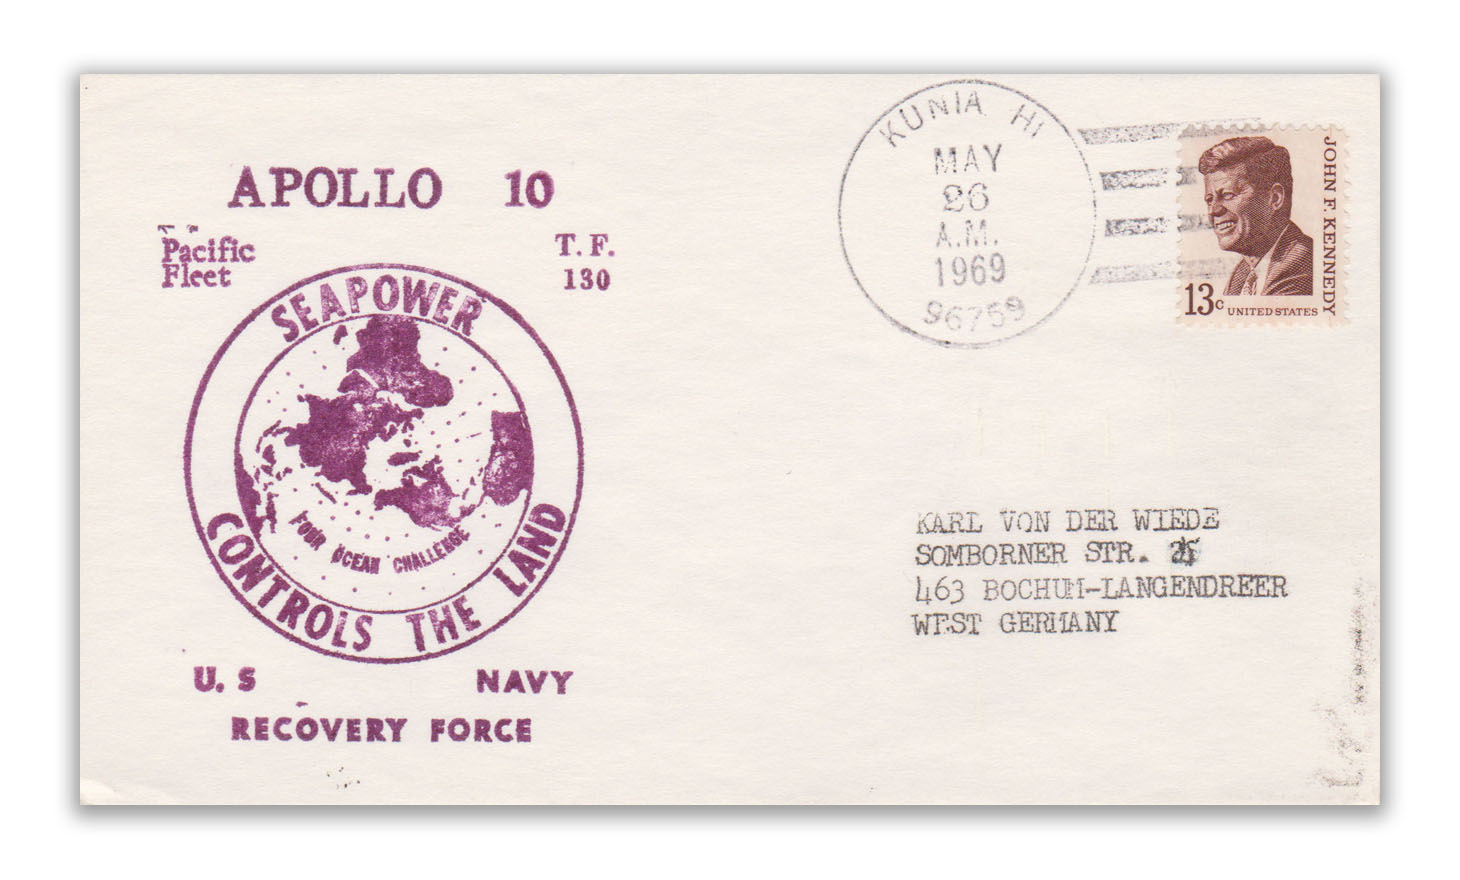 APOLLO 10
Pacific
Fleet
T. F.
130
SEAPOWER
CONTROLS THE LAND
FOUR OCEAN CHALLENGE
U. S NAVY
RECOVERY FORCE
KUNIA HI
MAY
26
A.M.
1969
96759
JOHN F. KENNEDY
13c UNITED STATES
KARL VON DER WIEDE
SOMBORNER STR.
463 BOCHUM-LANGENDREER
WEST GERMANY